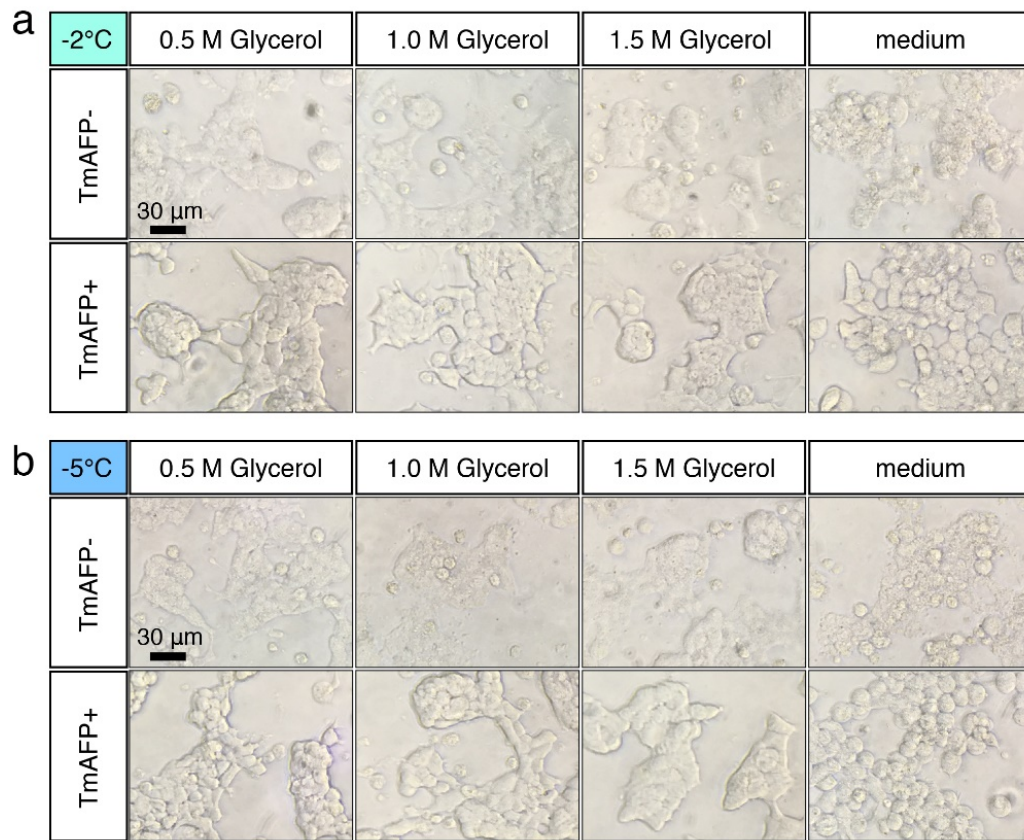 a
-2°C 0.5 M Glycerol 1.0 M Glycerol 1.5 M Glycerol medium
TmAFP-
30 µm
TmAFP+
b
-5°C 0.5 M Glycerol 1.0 M Glycerol 1.5 M Glycerol medium
TmAFP-
30 µm
TmAFP+